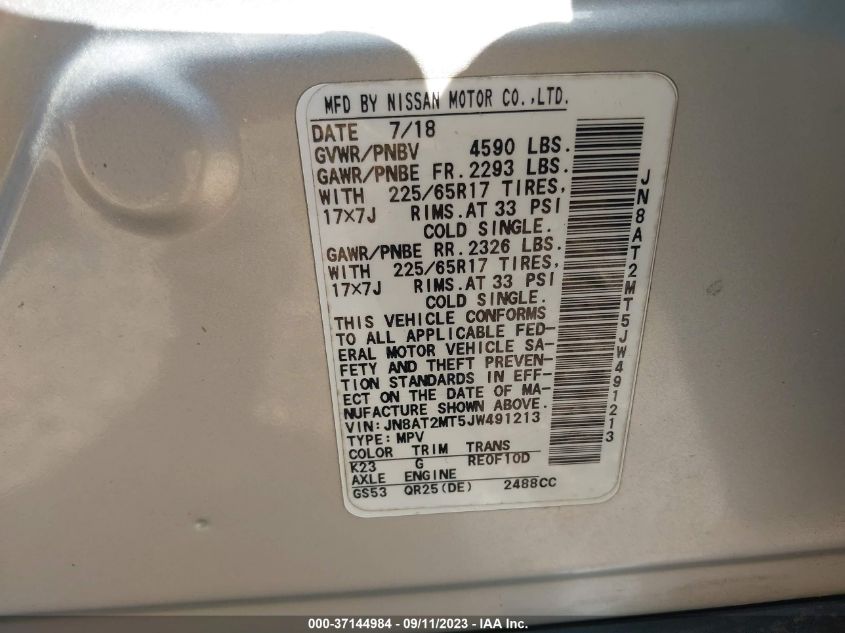 MFD BY NISSAN MOTOR CO.,LTD.
DATE 7/18
GVWR/PNBV 4590 LBS.
GAWR/PNBE FR. 2293 LBS.
WITH 225/65R17 TIRES,
17×7J RIMS.AT 33 PSI
COLD SINGLE.
GAWR/PNBE RR. 2326 LBS.
WITH 225/65R17 TIRES,
17×7J RIMS.AT 33 PSI
COLD SINGLE.
THIS VEHICLE CONFORMS
TO ALL APPLICABLE FED-
ERAL MOTOR VEHICLE SA-
FETY AND THEFT PREVEN-
TION STANDARDS IN EFF-
ECT ON THE DATE OF MA-
NUFACTURE SHOWN ABOVE.
VIN:JN8AT2MT5JW491213
TYPE:MPV
COLOR TRIM TRANS
K23 G RE0F10D
AXLE ENGINE
GS53 QR25(DE) 2488CC
JN8AT2MT5JW491213
000-37144984 - 09/11/2023 - IAA Inc.